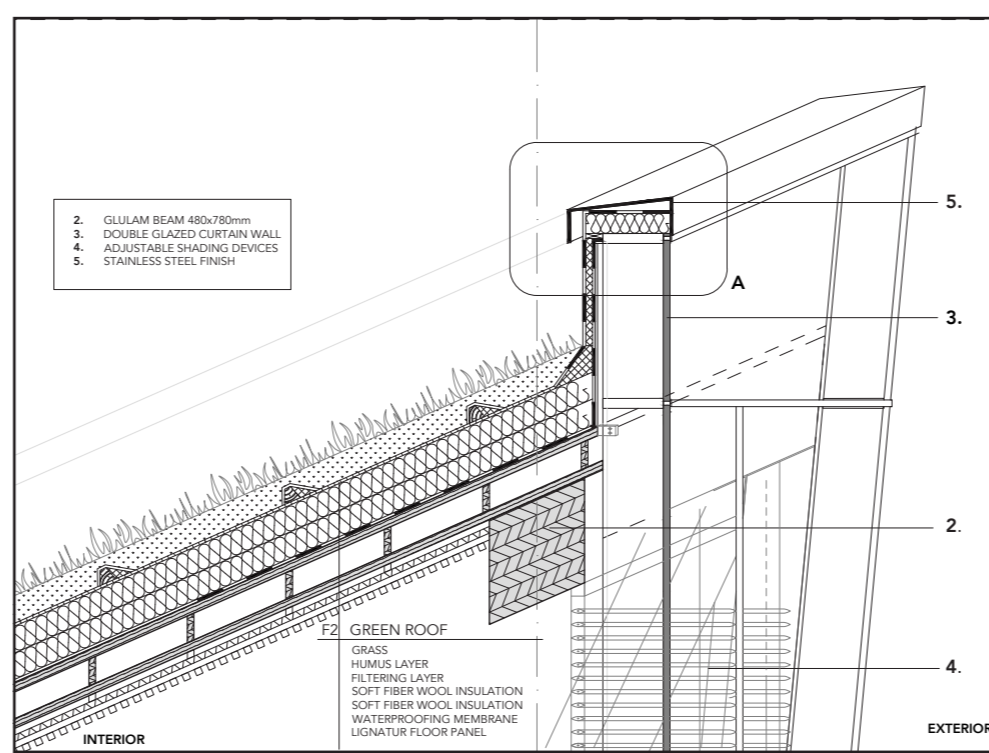 2. GLULAM BEAM 480x780mm
3. DOUBLE GLAZED CURTAIN WALL
4. ADJUSTABLE SHADING DEVICES
5. STAINLESS STEEL FINISH
5.
A
3.
2.
F2 GREEN ROOF
GRASS
HUMUS LAYER
FILTERING LAYER
SOFT FIBER WOOL INSULATION
SOFT FIBER WOOL INSULATION
WATERPROOFING MEMBRANE
LIGNATUR FLOOR PANEL
4.
INTERIOR
EXTERIOR